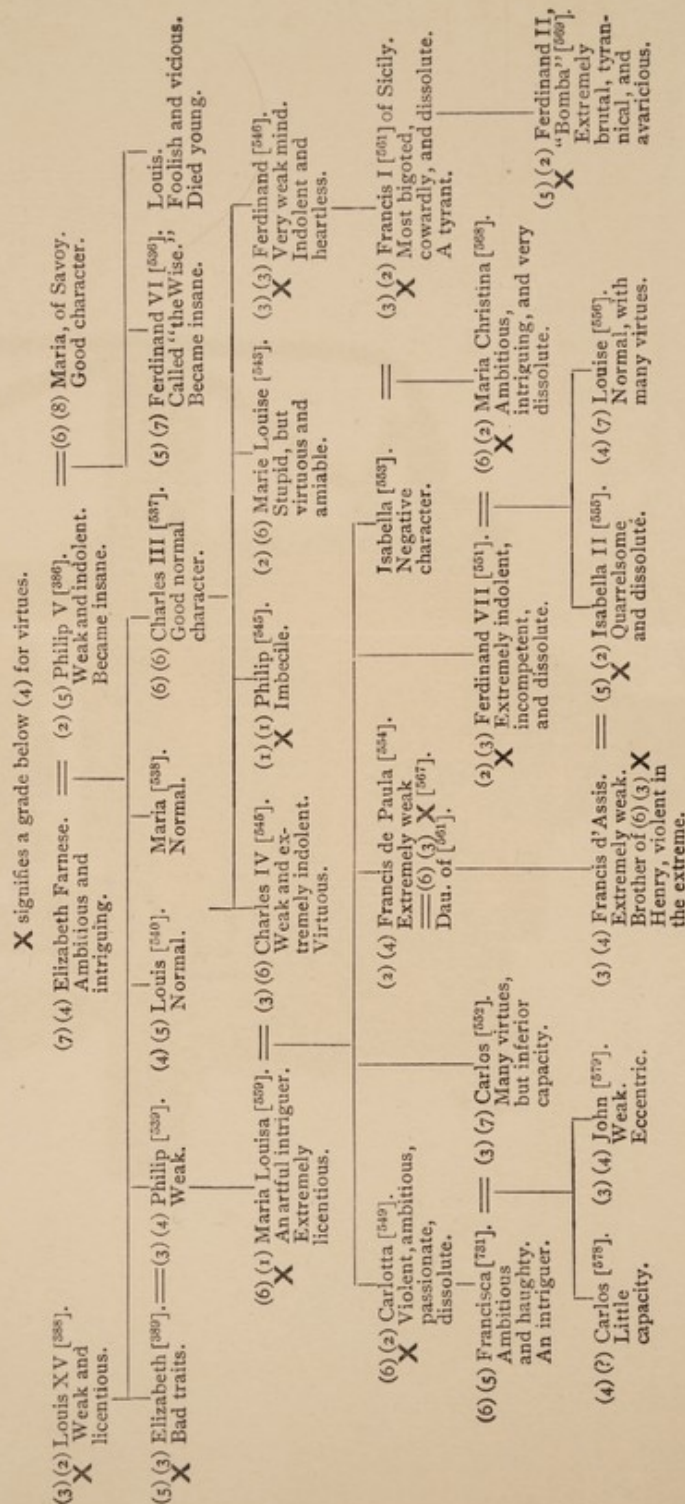 X signifies a grade below (4) for virtues.
(3) (2) Louis XV [388].
X Weak and
licentious.
(7) (4) Elizabeth Farnese.
Ambitious and
intriguing.
== (2) (5) Philip V [386].
Weak and indolent.
Became insane.
==(6) (8) Maria, of Savoy.
Good character.
(5) (3) Elizabeth [389].
X Bad traits.
==(3) (4) Philip [539].
Weak.
(4) (5) Louis [540].
Normal.
Maria [538].
Normal.
(6) (6) Charles III [537].
Good normal
character.
(5) (7) Ferdinand VI [536].
Called "the Wise."
Became insane.
Louis.
Foolish and vicious.
Died young.
(6) (1) Maria Louisa [559].
X An artful intriguer.
Extremely
licentious.
== (3) (6) Charles IV [545].
Weak and ex-
tremely indolent.
Virtuous.
(1) (1) Philip [545].
X Imbecile.
(2) (6) Marie Louise [543].
Stupid, but
virtuous and
amiable.
(3) (3) Ferdinand [546].
X Very weak mind.
Indolent and
heartless.
(6) (2) Carlotta [549].
X Violent, ambitious,
passionate,
dissolute.
(2) (4) Francis de Paula [554].
Extremely weak
==(6) (3) X [567].
Dau. of [561].
Isabella [553].
Negative
character.
==
(3) (2) Francis I [561] of Sicily.
X Most bigoted,
cowardly, and dissolute.
A tyrant.
(6) (5) Francisca [731].
Ambitious
and haughty.
An intriguer.
== (3) (7) Carlos [552].
Many virtues,
but inferior
capacity.
(2) (3) Ferdinand VII [551].
X Extremely indolent,
incompetent,
and dissolute.
== (6) (2) Maria Christina [568].
X Ambitious,
intriguing, and very
dissolute.
(5) (2) Ferdinand II,
X "Bomba" [569].
Extremely
brutal, tyran-
nical, and
avaricious.
(4) (?) Carlos [578].
Little
capacity.
(3) (4) John [579].
Weak.
Eccentric.
(3) (4) Francis d'Assis.
Extremely weak.
Brother of (6) (3) X
Henry, violent in
the extreme.
== (5) (2) Isabella II [555].
X Quarrelsome
and dissolute.
(4) (7) Louise [556].
Normal, with
many virtues.